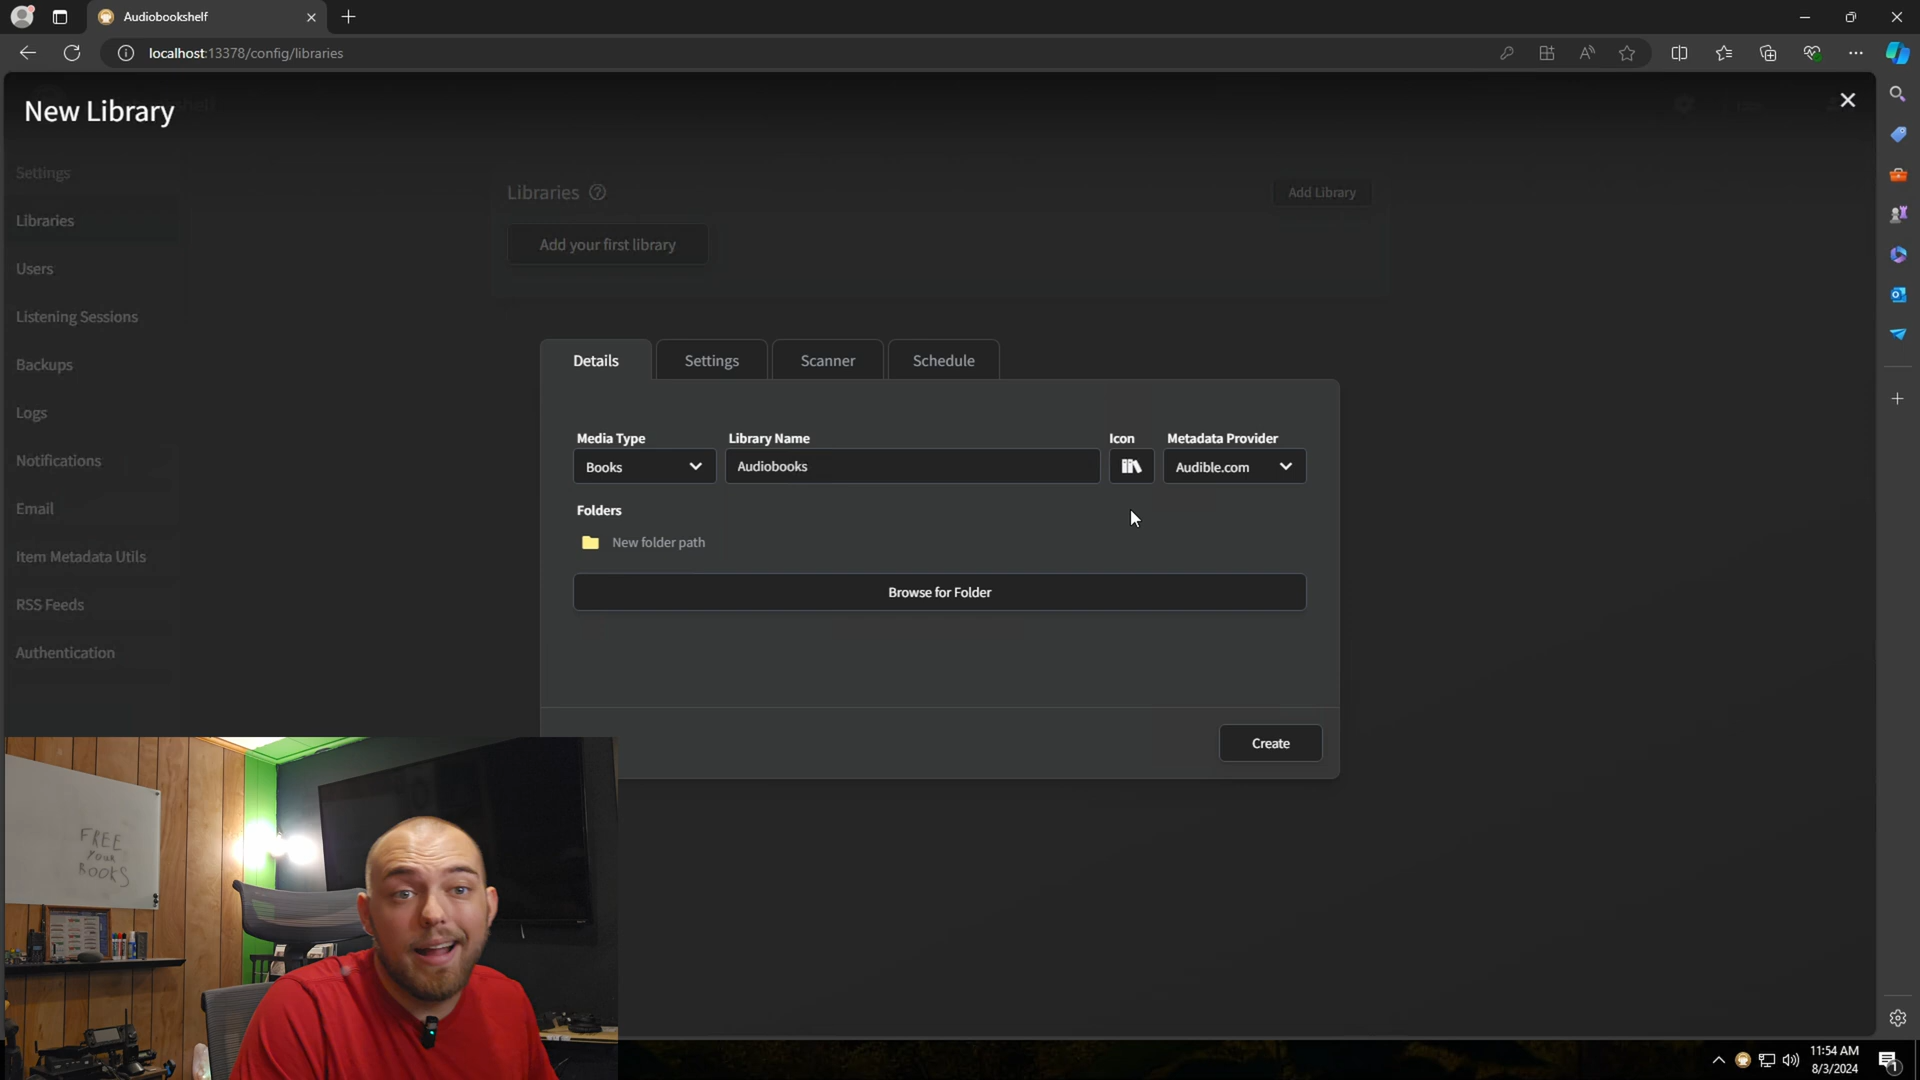 Audiobookshelf
localhost:13378/config/libraries
New Library
Settings
Libraries
Users
Listening Sessions
Backups
Logs
Notifications
Email
Item Metadata Utils
RSS Feeds
Authentication
Libraries
Add Library
Add your first library
Details Settings Scanner Schedule
Media Type Library Name Icon Metadata Provider
Books Audiobooks Audible.com
Folders
New folder path
Browse for Folder
Create
FREE
YOUR
BOOKS
11:54 AM
8/3/2024
1